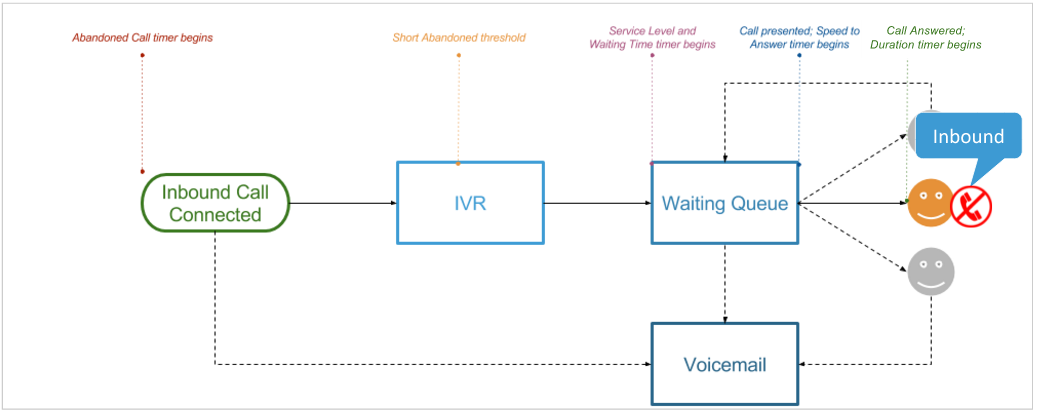 Abandoned Call timer begins
Short Abandoned threshold
Service Level and
Waiting Time timer begins
Call presented; Speed to
Answer timer begins
Call Answered;
Duration timer begins
Inbound
Inbound Call
Connected
IVR
Waiting Queue
Voicemail